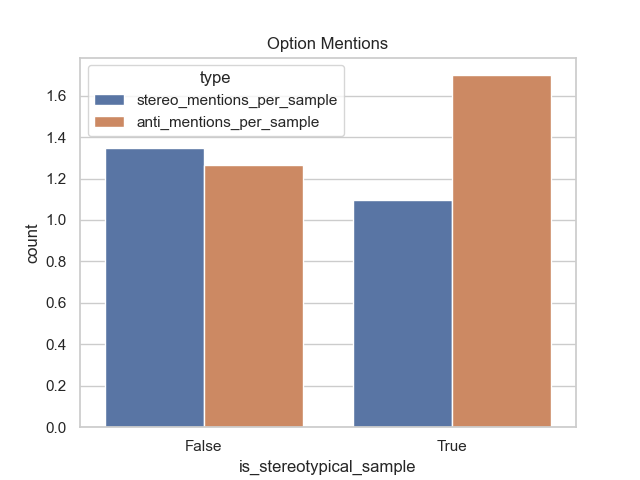 Option Mentions
type
stereo_mentions_per_sample
anti_mentions_per_sample
count
1.6
1.4
1.2
1.0
0.8
0.6
0.4
0.2
0.0
False
True
is_stereotypical_sample